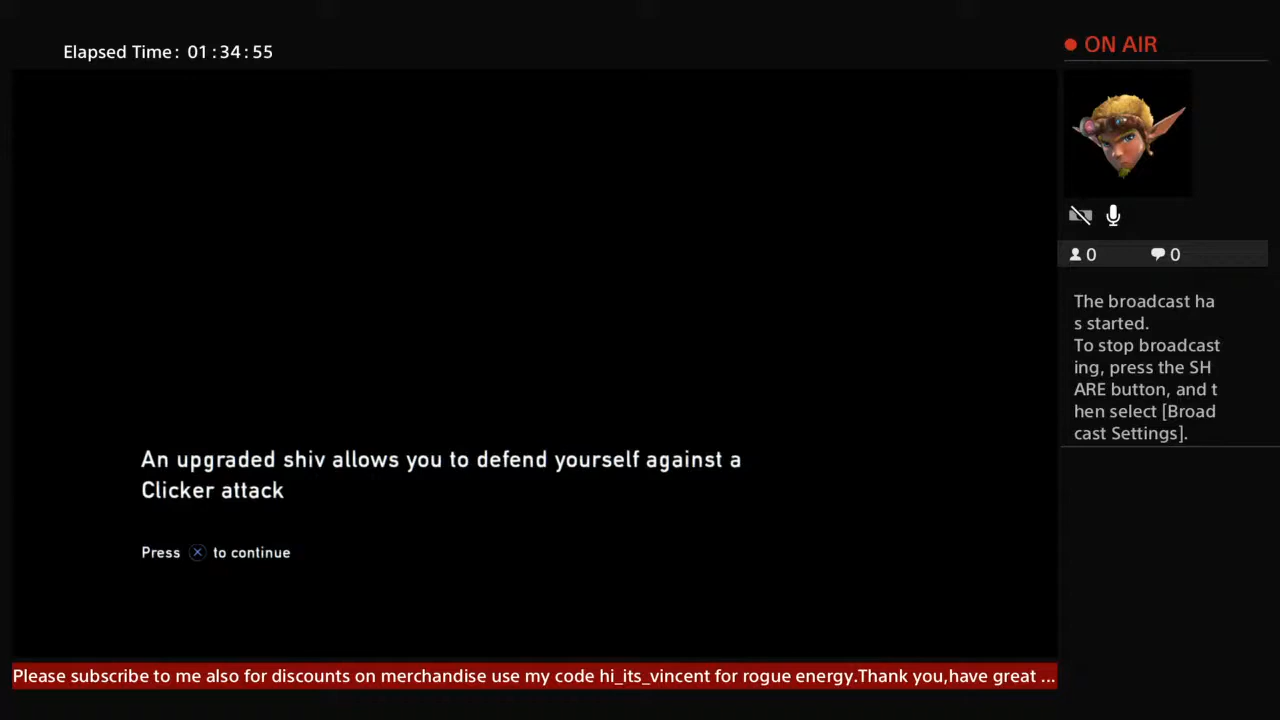 Elapsed Time: 01:34:55
ON AIR
0
0
The broadcast ha
s started.
To stop broadcast
ing, press the SH
ARE button, and t
hen select [Broad
cast Settings].
An upgraded shiv allows you to defend yourself against a
Clicker attack
Press ⓧ to continue
Please subscribe to me also for discounts on merchandise use my code hi_its_vincent for rogue energy.Thank you,have great ...